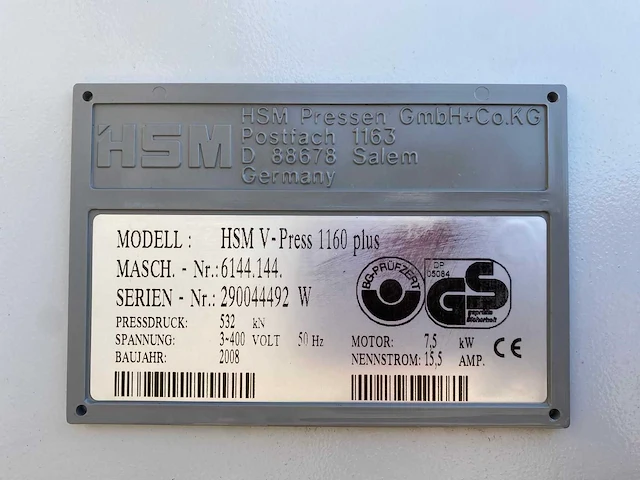 HSM
HSM Pressen GmbH+Co.KG
Postfach 1163
D 88678 Salem
Germany
MODELL : HSM V-Press 1160 plus
MASCH. - Nr.: 6144.144.
SERIEN - Nr.: 290044492 W
PRESSDRUCK: 532 kN
SPANNUNG: 3~400 VOLT 50 Hz
BAUJAHR: 2008
BG-PRÜFZERT
DP
05084
GS
geprüfte
Sicherheit
MOTOR: 7,5 kW
NENNSTROM: 15,5 AMP.
CE